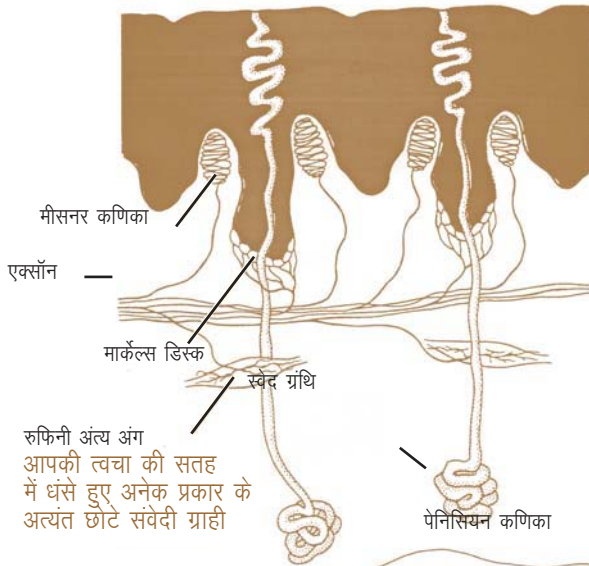 मीसनर कणिका
एक्सॉन
मार्केल्स डिस्क
स्वेद ग्रंथि
रुफिनी अंत्य अंग
आपकी त्वचा की सतह
में धंसे हुए अनेक प्रकार के
अत्यंत छोटे संवेदी ग्राही
पेनिसियन कणिका